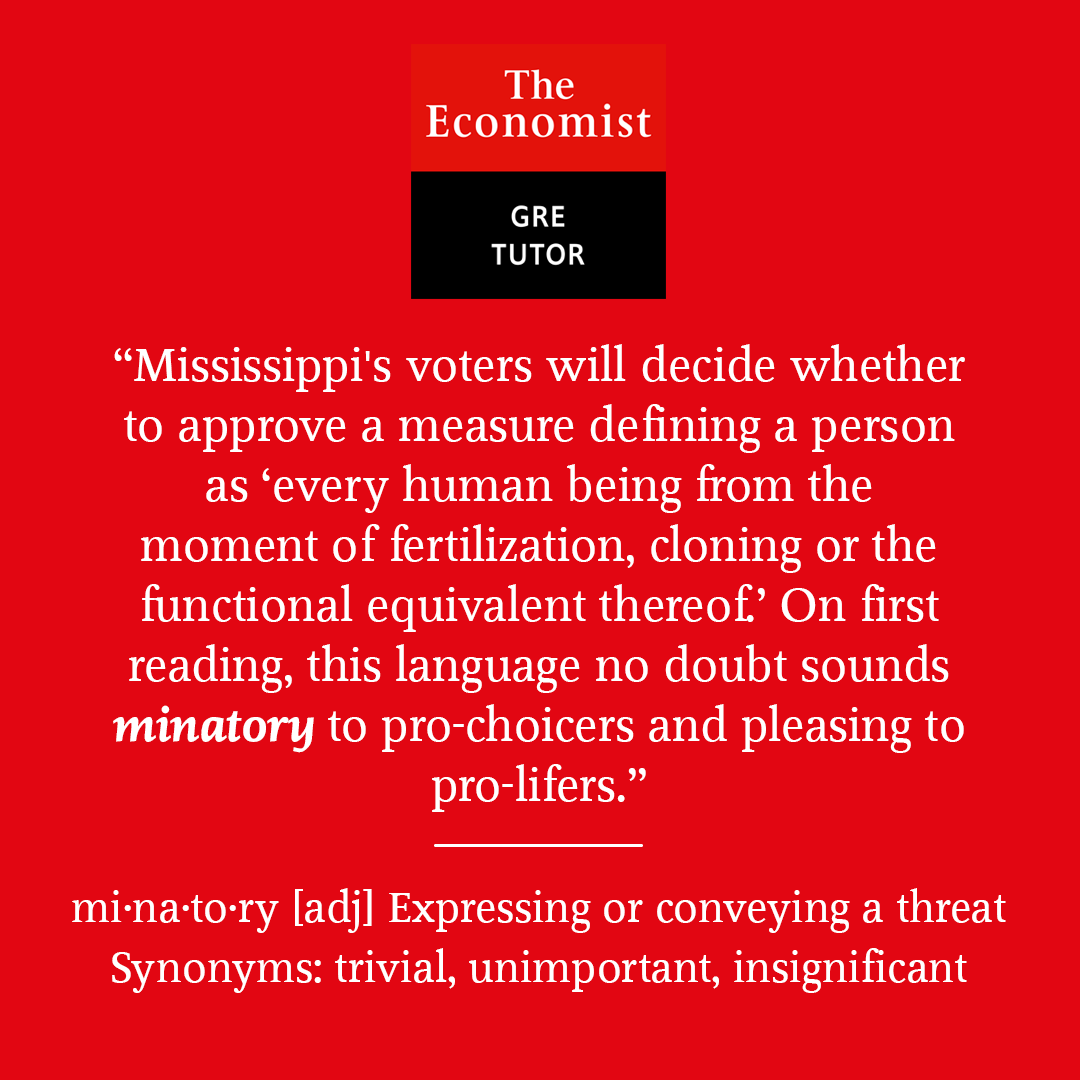 The
Economist
GRE
TUTOR
“Mississippi's voters will decide whether
to approve a measure defining a person
as ‘every human being from the
moment of fertilization, cloning or the
functional equivalent thereof.’ On first
reading, this language no doubt sounds
minatory to pro-choicers and pleasing to
pro-lifers.”
mi·na·to·ry [adj] Expressing or conveying a threat
Synonyms: trivial, unimportant, insignificant